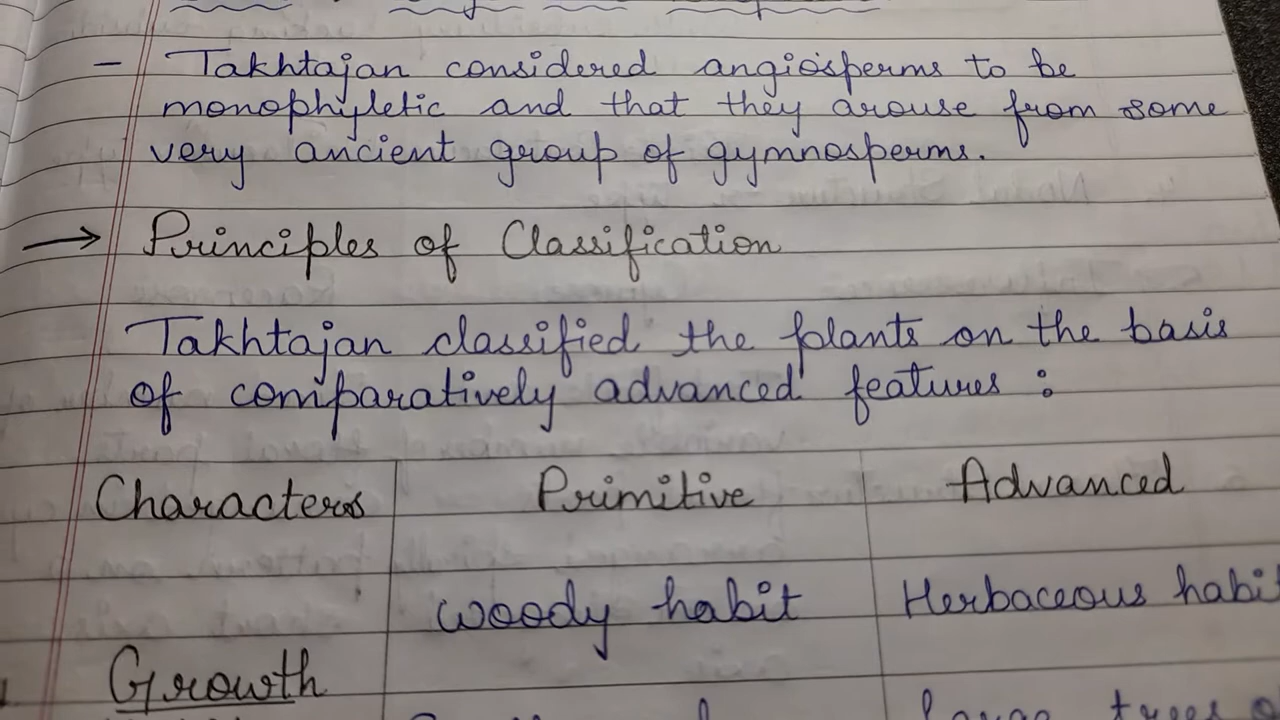 - Takhtajan considered angiosperms to be
monophyletic and that they arouse from some
very ancient group of gymnosperms.
→ Principles of Classification
Takhtajan classified the plants on the basis
of comparatively advanced features :
Characters Primitive Advanced
Woody habit Herbaceous habit
Growth